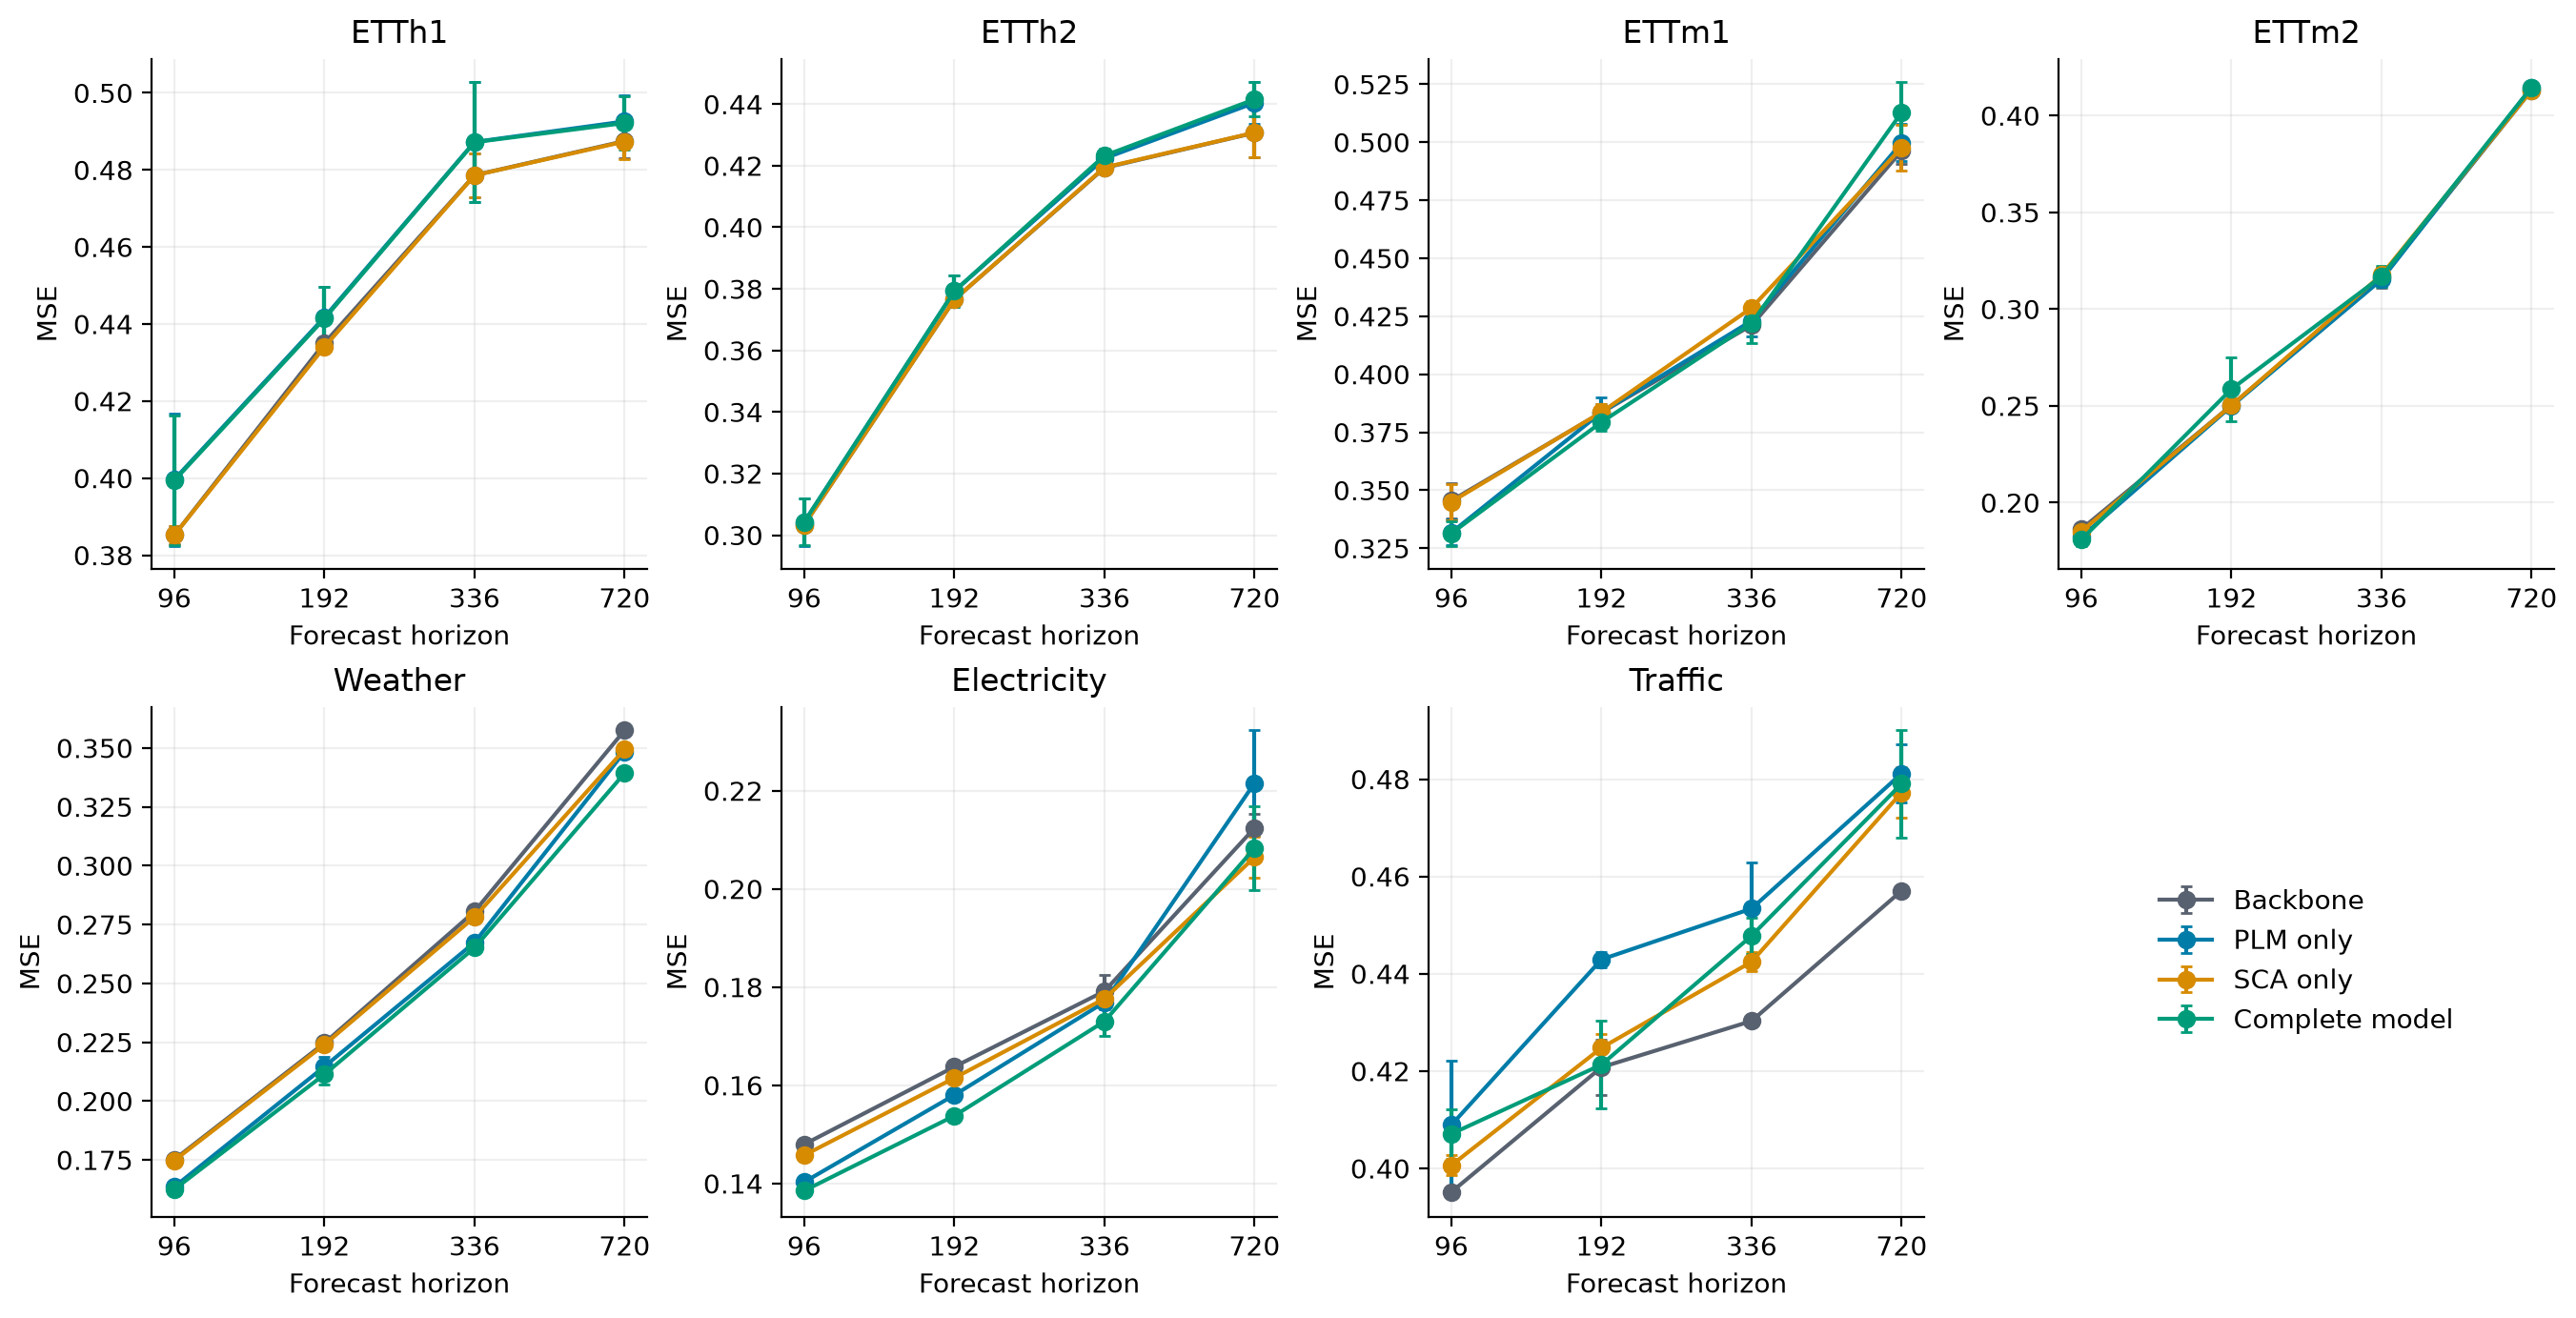 ETTh1
0.50
0.48
0.46
0.44
0.42
0.40
0.38
MSE
96 192 336 720
Forecast horizon
ETTh2
0.44
0.42
0.40
0.38
0.36
0.34
0.32
0.30
MSE
96 192 336 720
Forecast horizon
ETTm1
0.525
0.500
0.475
0.450
0.425
0.400
0.375
0.350
0.325
MSE
96 192 336 720
Forecast horizon
ETTm2
0.40
0.35
0.30
0.25
0.20
MSE
96 192 336 720
Forecast horizon
Weather
0.350
0.325
0.300
0.275
0.250
0.225
0.200
0.175
MSE
96 192 336 720
Forecast horizon
Electricity
0.22
0.20
0.18
0.16
0.14
MSE
96 192 336 720
Forecast horizon
Traffic
0.48
0.46
0.44
0.42
0.40
MSE
96 192 336 720
Forecast horizon
Backbone
PLM only
SCA only
Complete model